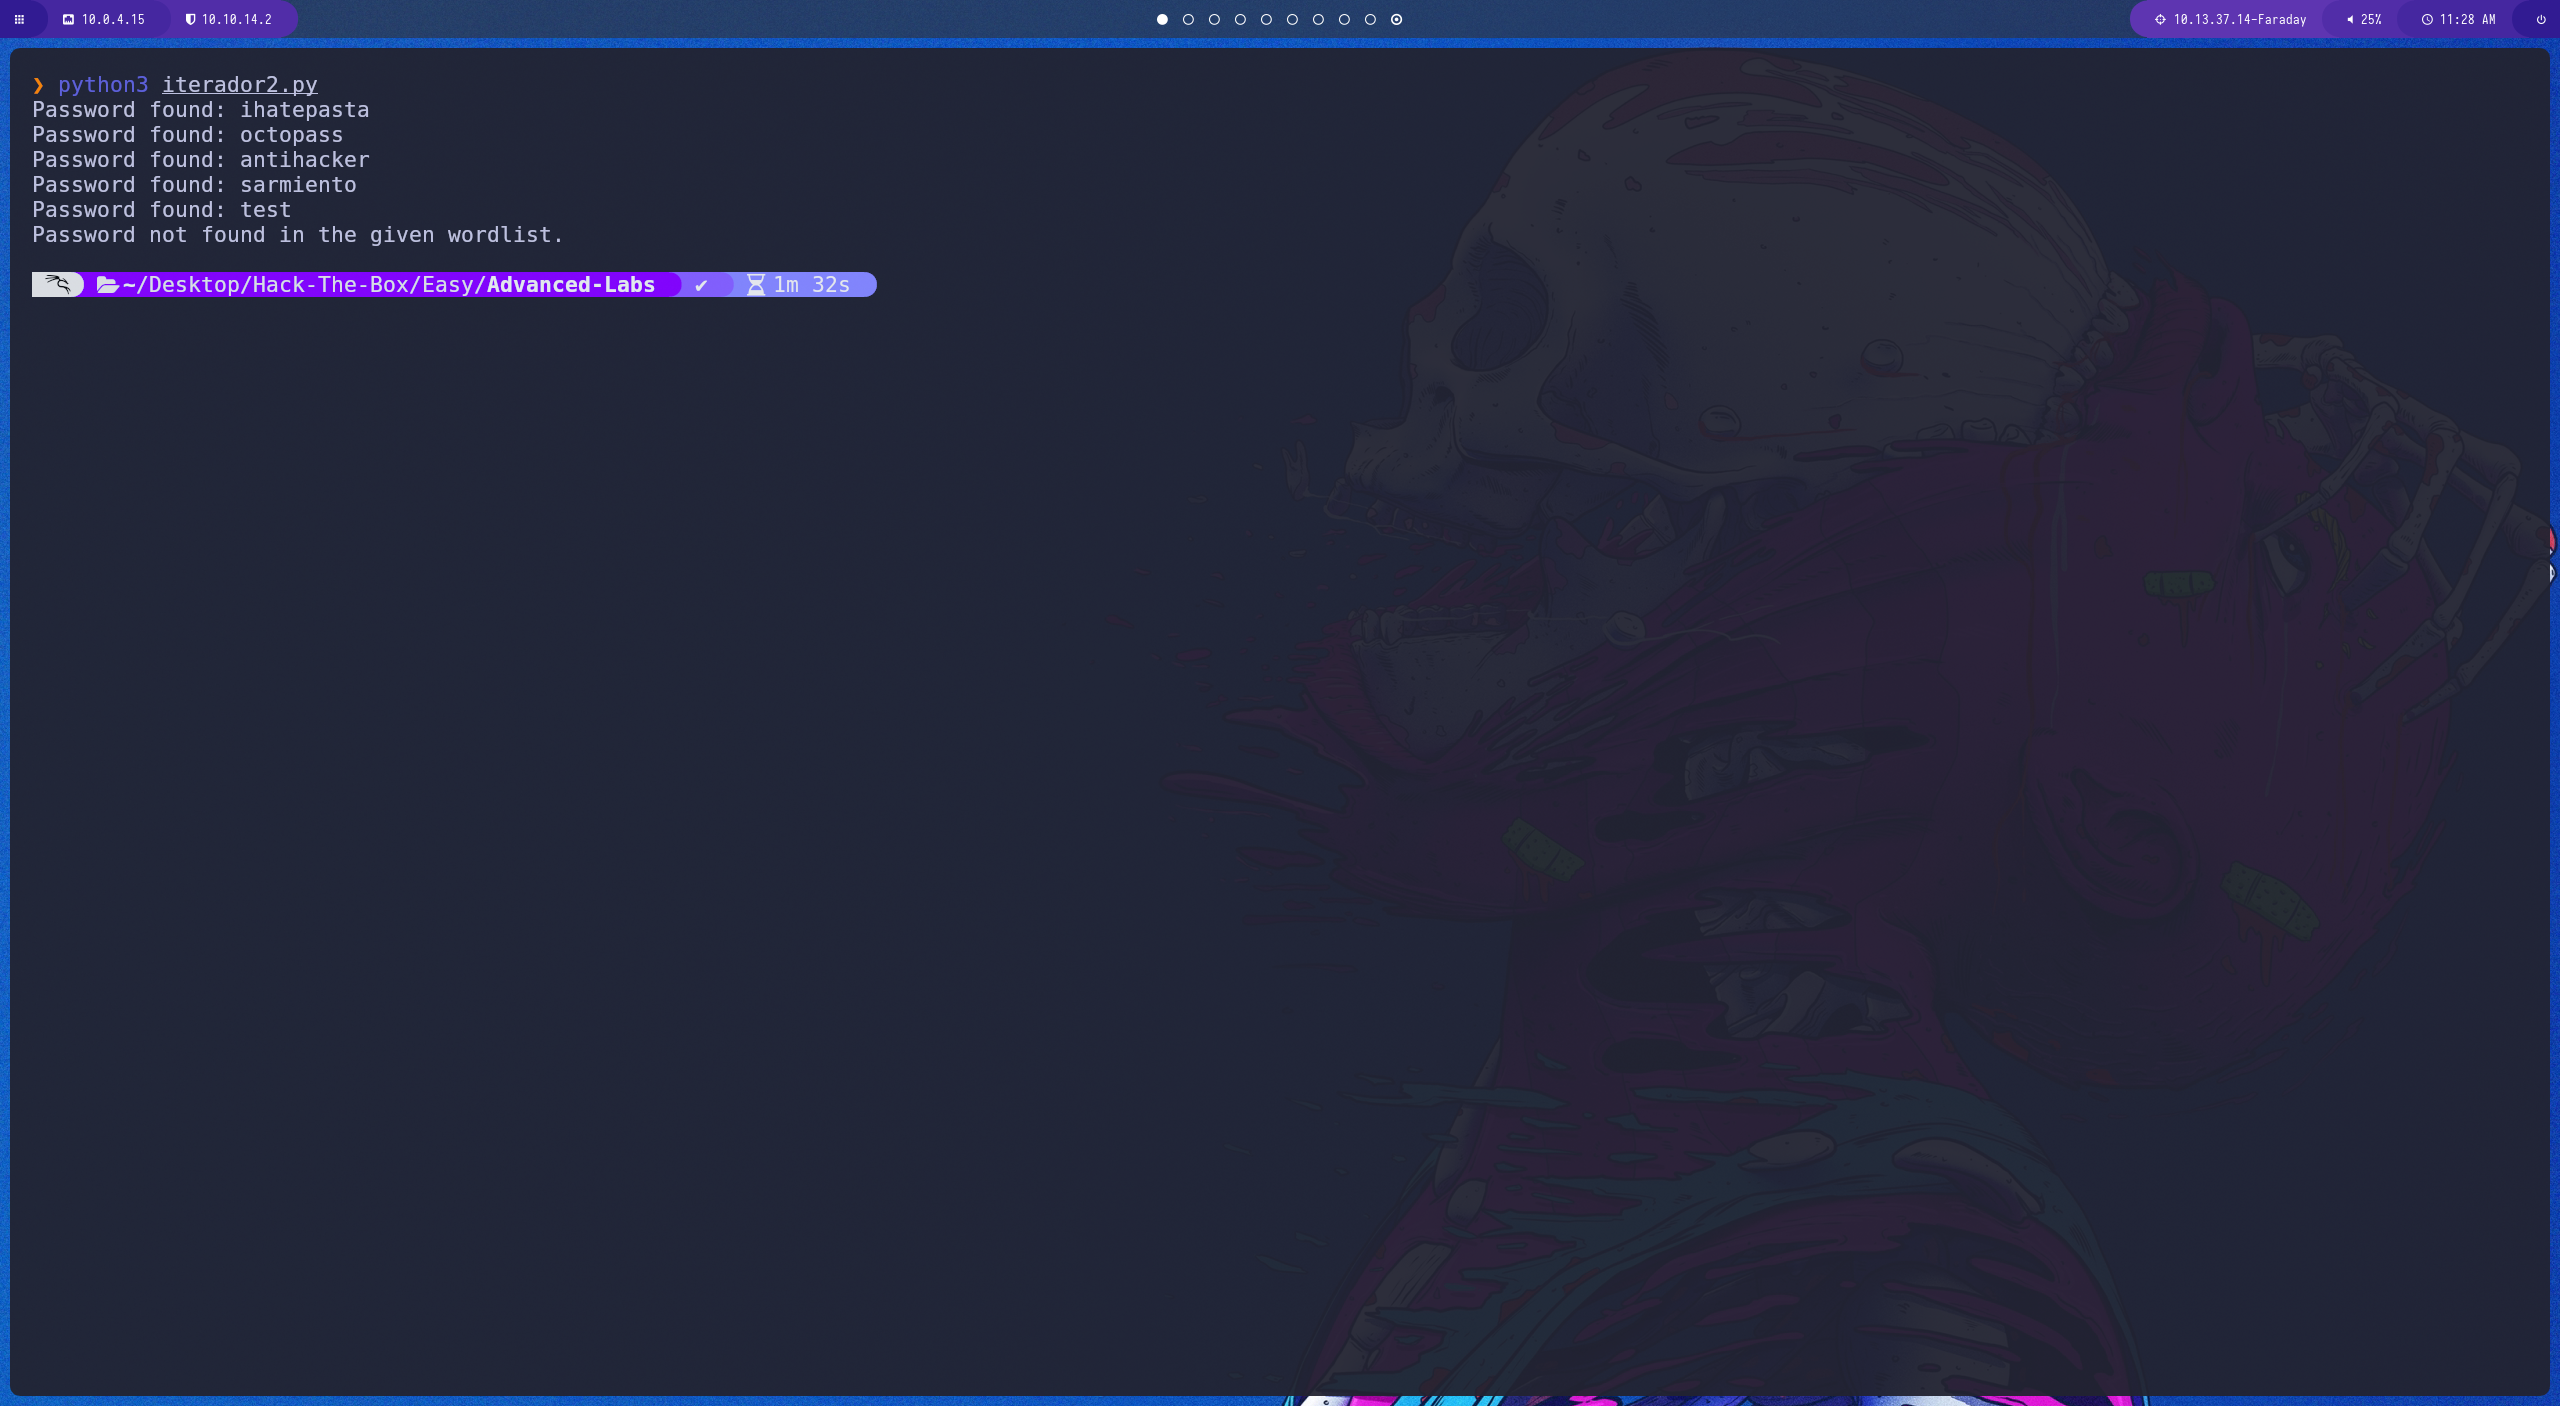 10.0.4.15 10.10.14.2 10.13.37.14-Faraday 25% 11:28 AM
❯ python3 iterador2.py
Password found: ihatepasta
Password found: octopass
Password found: antihacker
Password found: sarmiento
Password found: test
Password not found in the given wordlist.
~/Desktop/Hack-The-Box/Easy/Advanced-Labs ✔ 1m 32s